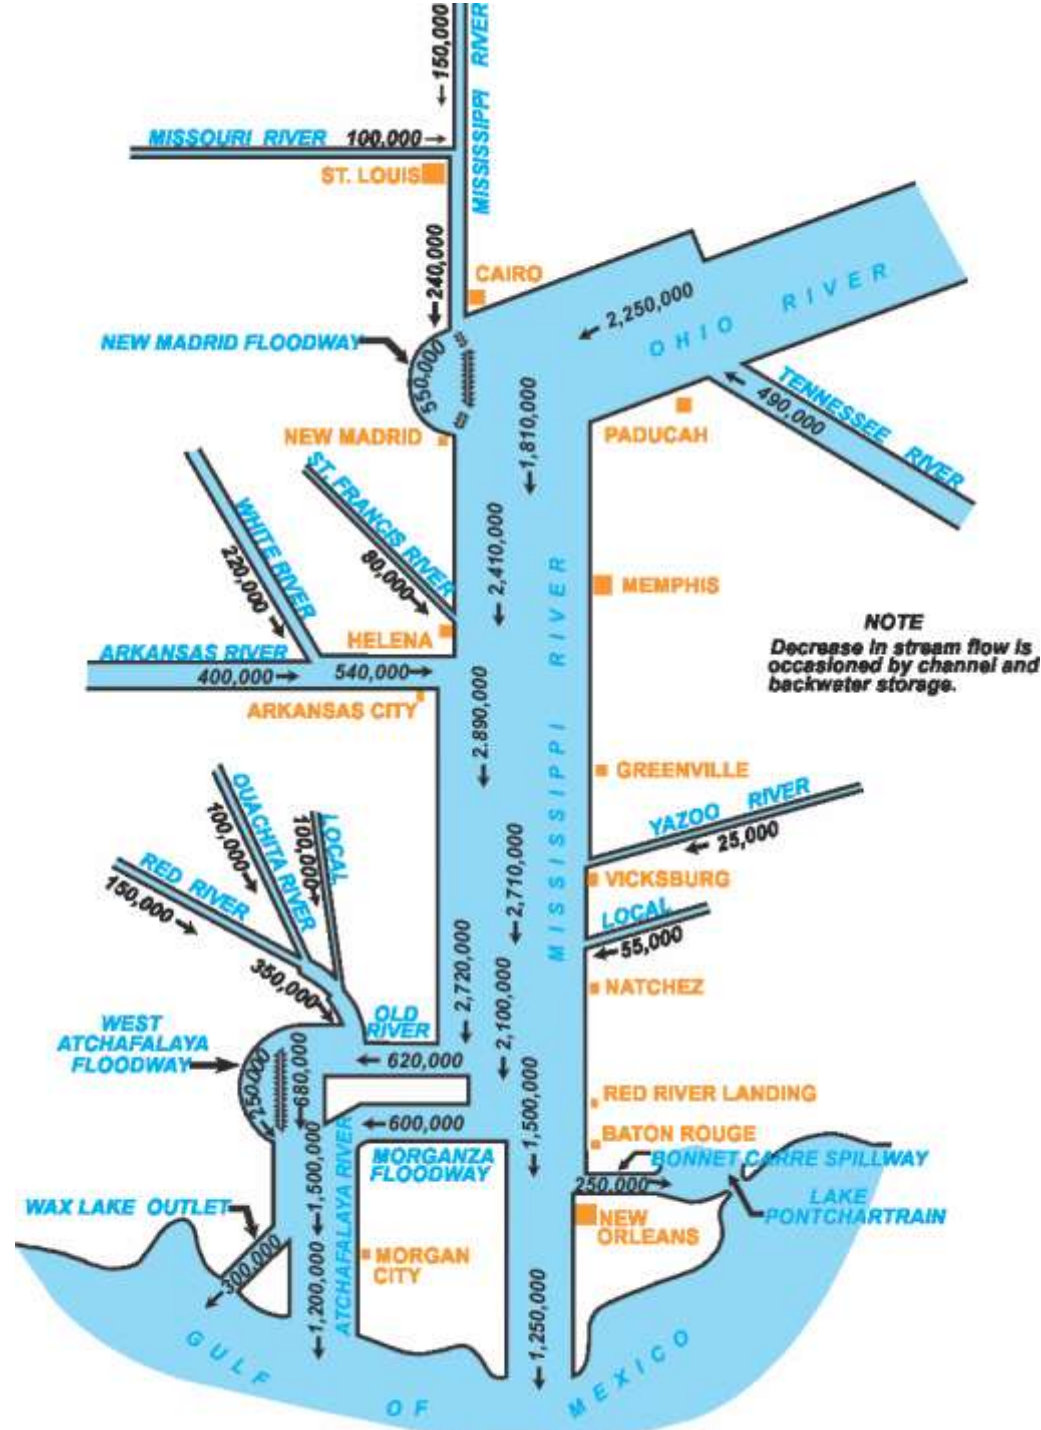 150,000
MISSISSIPPI RIVER
MISSOURI RIVER
100,000
ST. LOUIS
240,000
CAIRO
2,250,000
OHIO RIVER
NEW MADRID FLOODWAY
550,000
1,810,000
TENNESSEE RIVER
490,000
NEW MADRID
PADUCAH
ST. FRANCIS RIVER
80,000
WHITE RIVER
220,000
2,410,000
MEMPHIS
MISSISSIPPI RIVER
NOTE
Decrease in stream flow is
occasioned by channel and
backwater storage.
HELENA
ARKANSAS RIVER
400,000
540,000
ARKANSAS CITY
2.890,000
GREENVILLE
OUACHITA RIVER
100,000
LOCAL
100,000
YAZOO RIVER
25,000
RED RIVER
150,000
2,710,000
VICKSBURG
LOCAL
55,000
350,000
2,720,000
2,100,000
NATCHEZ
OLD
RIVER
WEST
ATCHAFALAYA
FLOODWAY
250.000
680,000
620,000
RED RIVER LANDING
600,000
1,500,000
BATON ROUGE
MORGANZA
FLOODWAY
BONNET CARRE SPILLWAY
250.000
1,500,000
ATCHAFALAYA RIVER
WAX LAKE OUTLET
LAKE
PONTCHARTRAIN
NEW
ORLEANS
300,000
1,200,000
MORGAN
CITY
1,250,000
GULF OF MEXICO